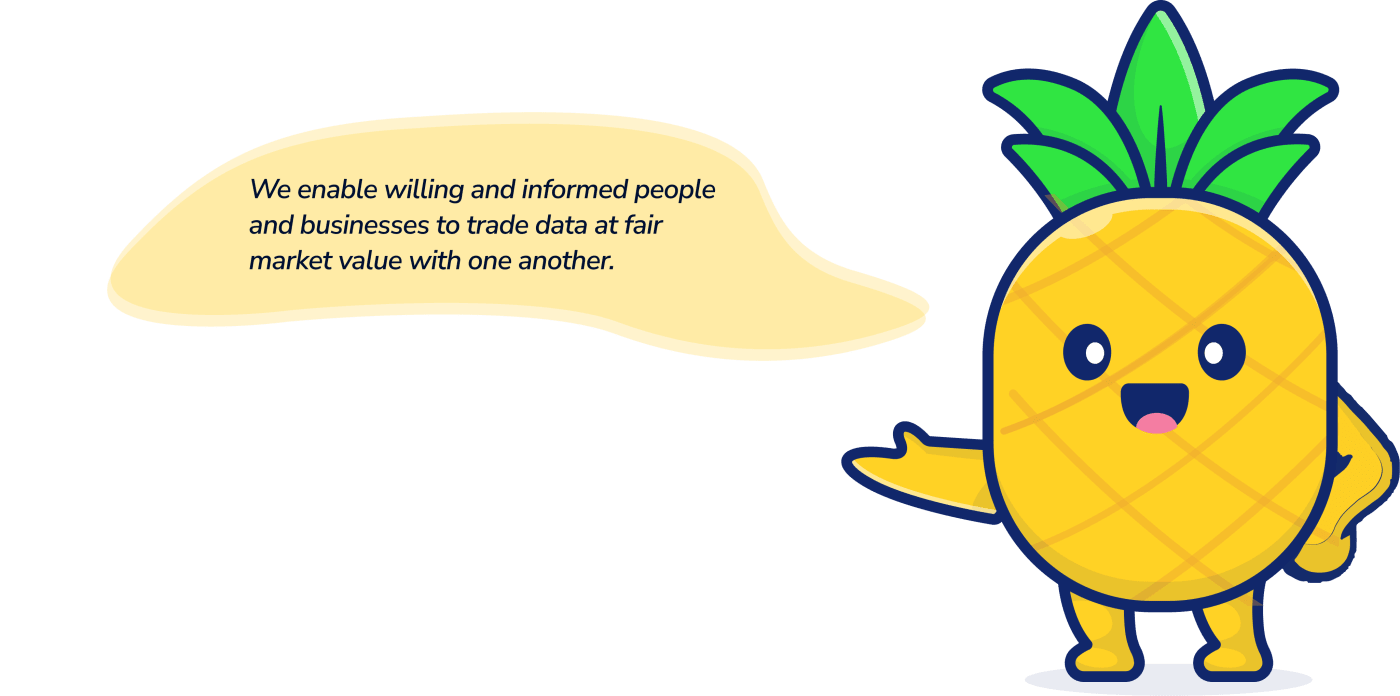 We enable willing and informed people
and businesses to trade data at fair
market value with one another.